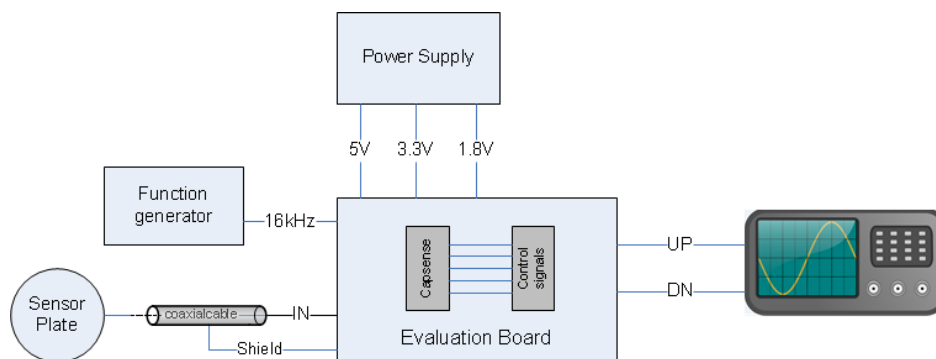 Power Supply
5V 3.3V 1.8V
Function
generator
16kHz
Capsense
Control
signals
UP
DN
Sensor
Plate
coaxialcable
IN
Shield
Evaluation Board